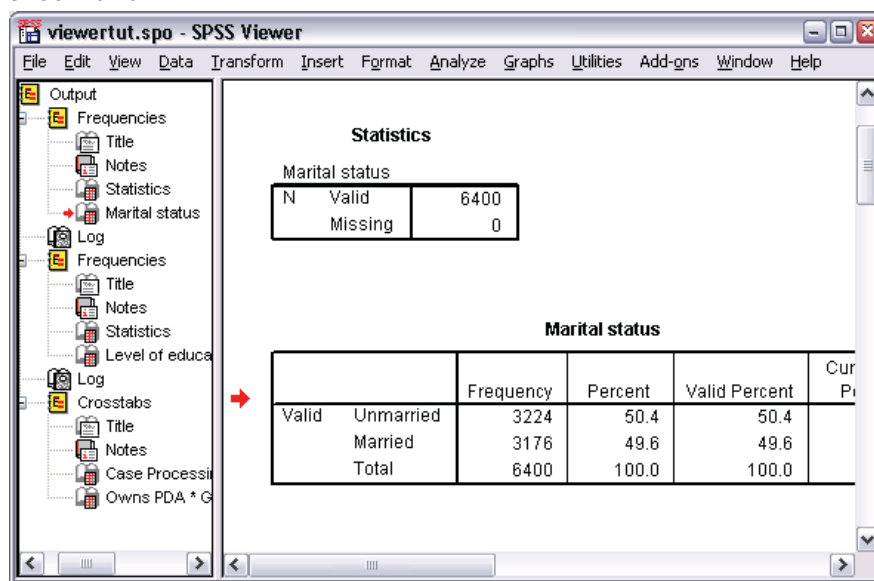 viewertut.spo - SPSS Viewer
File Edit View Data Transform Insert Format Analyze Graphs Utilities Add-ons Window Help
Output
Frequencies
Title
Notes
Statistics
Marital status
Log
Frequencies
Title
Notes
Statistics
Level of educa
Log
Crosstabs
Title
Notes
Case Processi
Owns PDA * G
Statistics
Marital status
N Valid 6400
Missing 0
Marital status
Frequency Percent Valid Percent
Valid Unmarried 3224 50.4 50.4
Married 3176 49.6 49.6
Total 6400 100.0 100.0